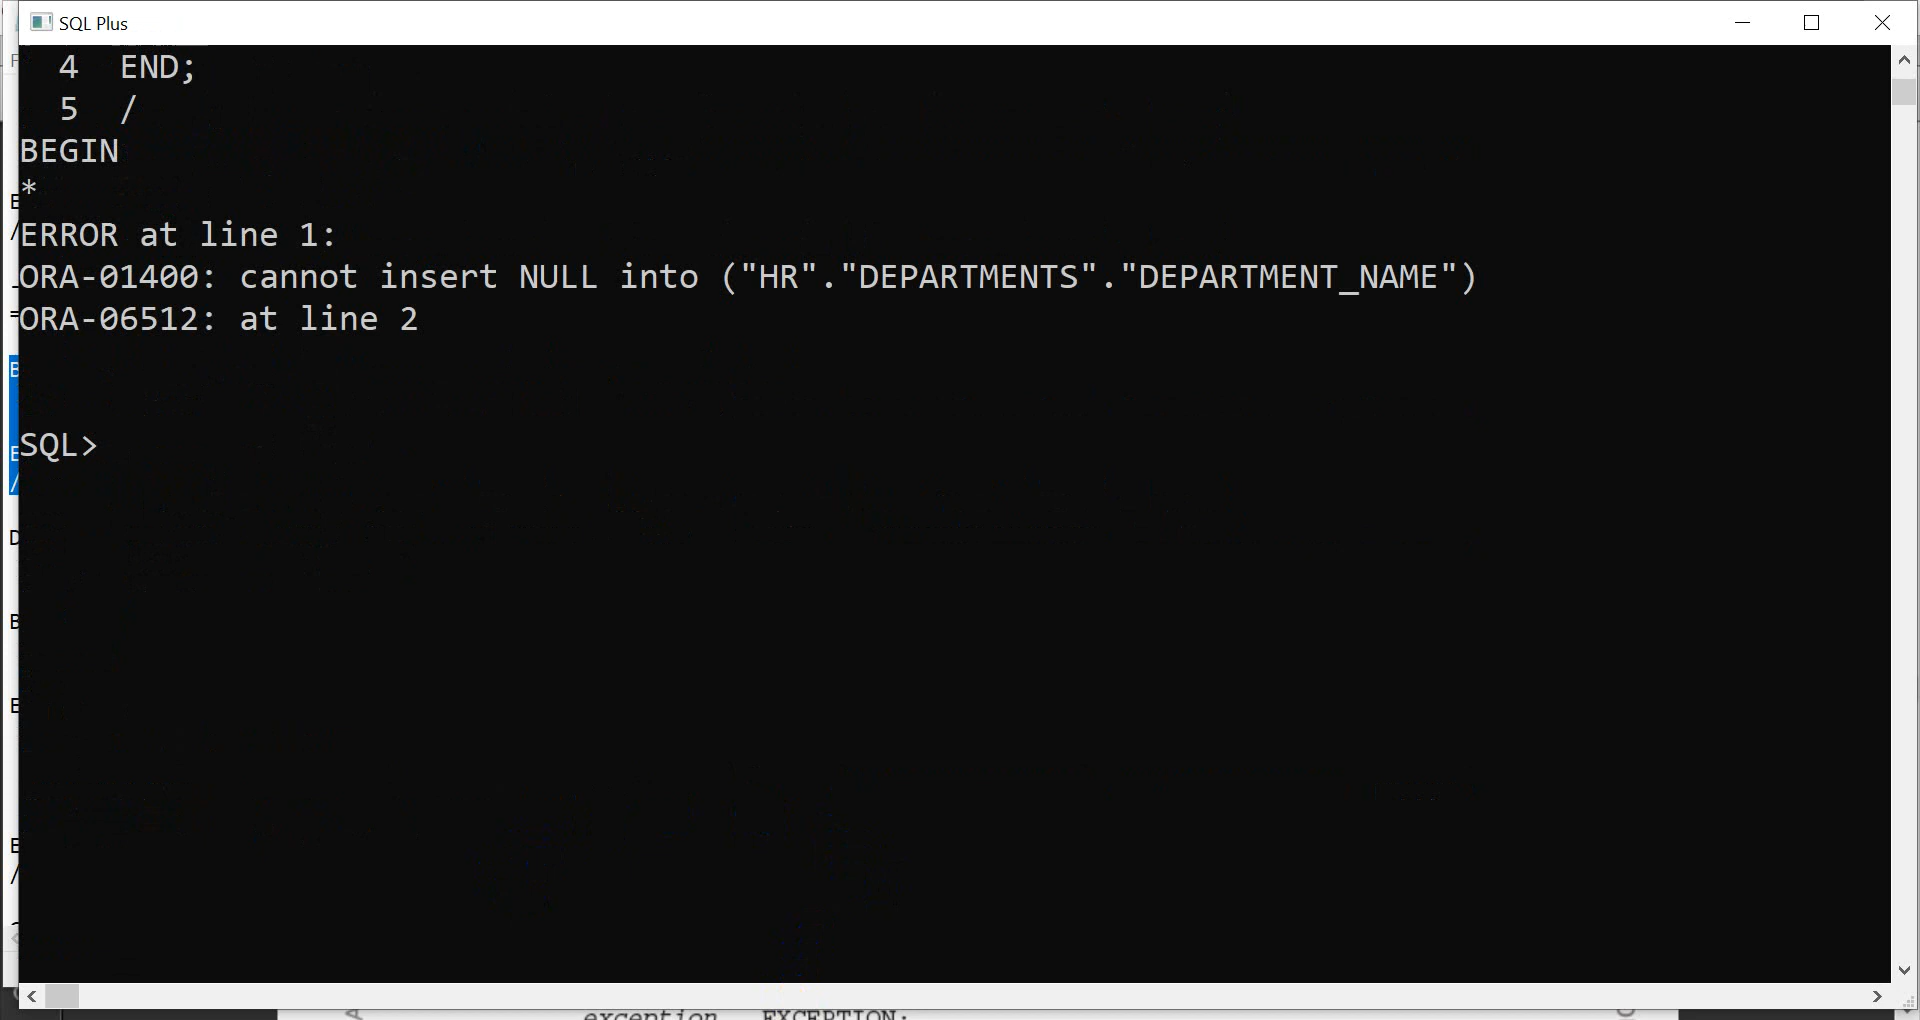 SQL Plus
4 END;
5 /
BEGIN
*
ERROR at line 1:
ORA-01400: cannot insert NULL into ("HR"."DEPARTMENTS"."DEPARTMENT_NAME")
ORA-06512: at line 2
SQL>
exception EXCEPTION;